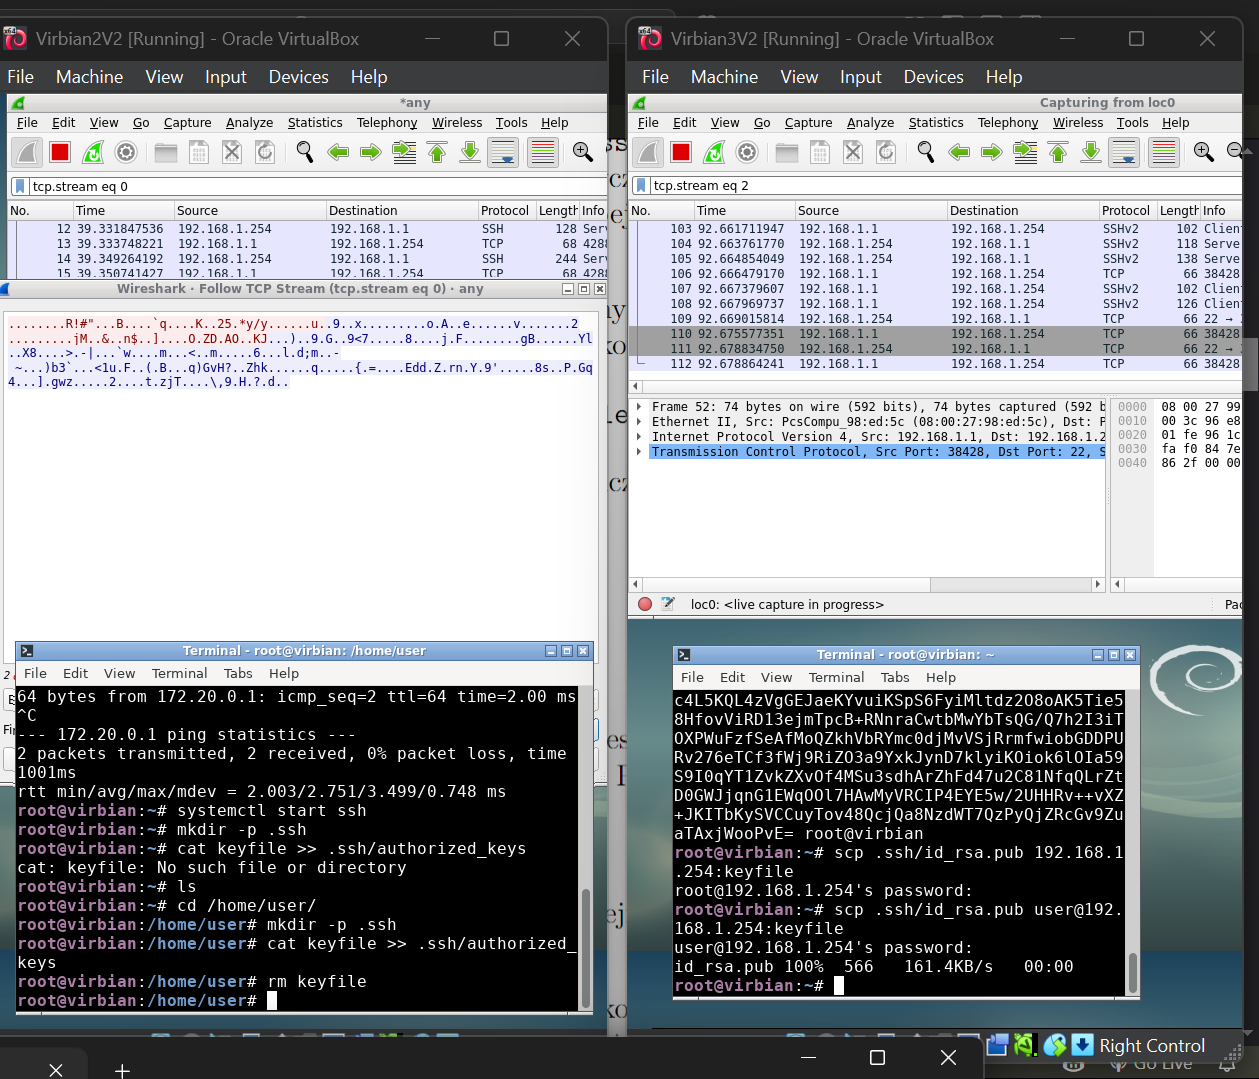 Virbian2V2 [Running] - Oracle VirtualBox
File Machine View Input Devices Help
*any
File Edit View Go Capture Analyze Statistics Telephony Wireless Tools Help
tcp.stream eq 0
No. Time Source Destination Protocol Length Info
12 39.331847536 192.168.1.254 192.168.1.1 SSH 128 Serv
13 39.333748221 192.168.1.1 192.168.1.254 TCP 68 4288
14 39.349264192 192.168.1.254 192.168.1.1 SSH 244 Serv
15 39.350741427 192.168.1.1 192.168.1.254 TCP 68 4288
Wireshark · Follow TCP Stream (tcp.stream eq 0) · any
........R!#"...B....`q....K..25.*y/y......u..9..x.........o.A..e......v.......2
.........jM..&..n$..]....O.ZD.AO..KJ...)..9.G..9<7.....8....j.F........gB......Yl
..X8....>.-|...`w....m...<..m.....6...l.d;m..-
~...)b3`...<1u.F..(.B...q)GvH?..Zhk......q.....{.=....Edd.Z.rn.Y.9'.....8s..P.Gq
4...].gwz.....2....t.zjT....\,9.H.?.d..
Terminal - root@virbian: /home/user
File Edit View Terminal Tabs Help
64 bytes from 172.20.0.1: icmp_seq=2 ttl=64 time=2.00 ms
^C
--- 172.20.0.1 ping statistics ---
2 packets transmitted, 2 received, 0% packet loss, time
1001ms
rtt min/avg/max/mdev = 2.003/2.751/3.499/0.748 ms
root@virbian:~# systemctl start ssh
root@virbian:~# mkdir -p .ssh
root@virbian:~# cat keyfile >> .ssh/authorized_keys
cat: keyfile: No such file or directory
root@virbian:~# ls
root@virbian:~# cd /home/user/
root@virbian:/home/user# mkdir -p .ssh
root@virbian:/home/user# cat keyfile >> .ssh/authorized_
keys
root@virbian:/home/user# rm keyfile
root@virbian:/home/user#
Virbian3V2 [Running] - Oracle VirtualBox
File Machine View Input Devices Help
Capturing from loc0
File Edit View Go Capture Analyze Statistics Telephony Wireless Tools Help
tcp.stream eq 2
No. Time Source Destination Protocol Length Info
103 92.661711947 192.168.1.1 192.168.1.254 SSHv2 102 Clien
104 92.663761770 192.168.1.254 192.168.1.1 SSHv2 118 Serve
105 92.664854049 192.168.1.254 192.168.1.1 SSHv2 138 Serve
106 92.666479170 192.168.1.1 192.168.1.254 TCP 66 38428
107 92.667379607 192.168.1.1 192.168.1.254 SSHv2 102 Clien
108 92.667969737 192.168.1.1 192.168.1.254 SSHv2 126 Clien
109 92.669015814 192.168.1.254 192.168.1.1 TCP 66 22 →
110 92.675577351 192.168.1.1 192.168.1.254 TCP 66 38428
111 92.678834750 192.168.1.254 192.168.1.1 TCP 66 22 →
112 92.678864241 192.168.1.1 192.168.1.254 TCP 66 38428
Frame 52: 74 bytes on wire (592 bits), 74 bytes captured (592 b
Ethernet II, Src: PcsCompu_98:ed:5c (08:00:27:98:ed:5c), Dst: P
Internet Protocol Version 4, Src: 192.168.1.1, Dst: 192.168.1.2
Transmission Control Protocol, Src Port: 38428, Dst Port: 22, S
0000 08 00 27 99
0010 00 3c 96 e8
0020 01 fe 96 1c
0030 fa f0 84 7e
0040 86 2f 00 00
loc0: <live capture in progress>
Pac
Terminal - root@virbian: ~
File Edit View Terminal Tabs Help
c4L5KQL4zVgGEJaeKYvuiKSpS6FyiMltdz2O8oAK5Tie5
8HfovViRD13ejmTpcB+RNnraCwtbMwYbTsQG/Q7h2I3iT
OXPWuFzfSeAfMoQZkhVbRYmc0djMvVSjRrmfwiobGDDPU
Rv276eTCf3fWj9RiZO3a9YxkJynD7klyiKOiok6lOIa59
S9I0qYT1ZvkZXvOf4MSu3sdhArZhFd47u2C81NfqQLrZt
D0GWJjqnG1EWqOOl7HAwMyVRCIP4EYE5w/2UHHRv++vXZ
+JKITbKySVCCuyTov48QcjQa8NzdWT7QzPyQjZRcGv9Zu
aTAxjWooPvE= root@virbian
root@virbian:~# scp .ssh/id_rsa.pub 192.168.1
.254:keyfile
root@192.168.1.254's password:
root@virbian:~# scp .ssh/id_rsa.pub user@192.
168.1.254:keyfile
user@192.168.1.254's password:
id_rsa.pub 100% 566 161.4KB/s 00:00
root@virbian:~#
Right Control
Go Live